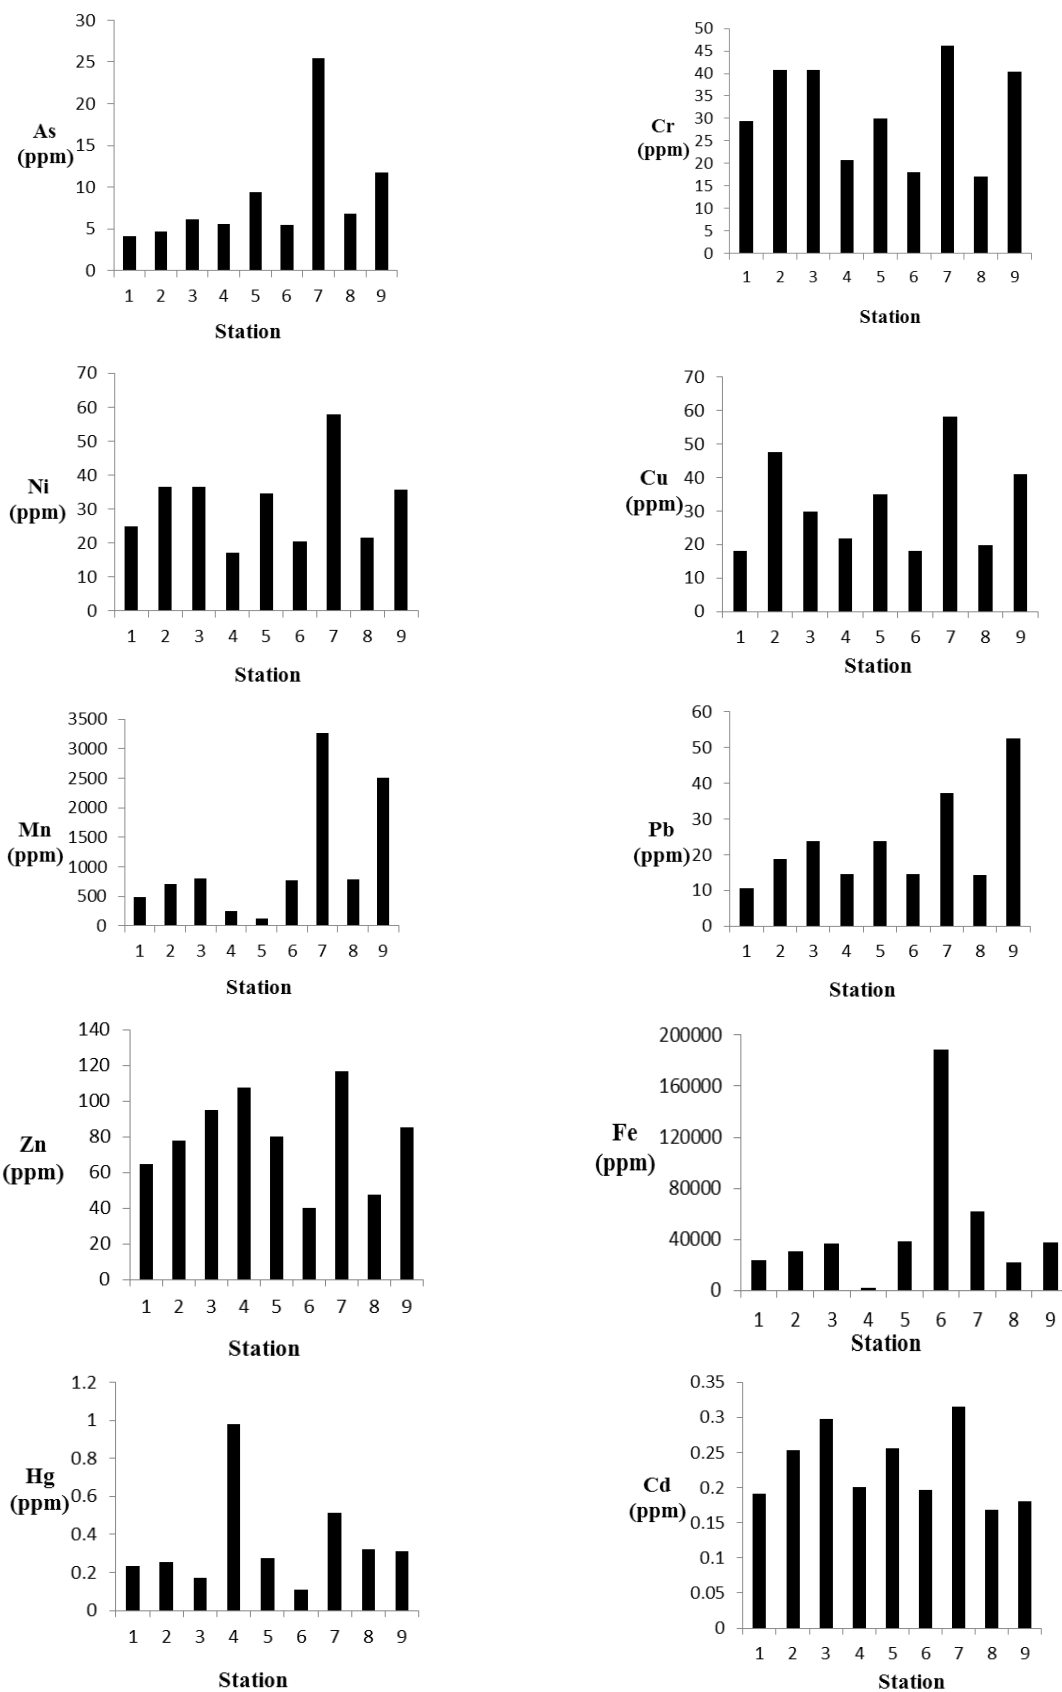 30
25
20
As
15
(ppm)
10
5
0
1 2 3 4 5 6 7 8 9
Station
50
45
40
35
Cr
30
(ppm)
25
20
15
10
5
0
1 2 3 4 5 6 7 8 9
Station
70
60
50
Ni
40
(ppm)
30
20
10
0
1 2 3 4 5 6 7 8 9
Station
70
60
50
Cu
40
(ppm)
30
20
10
0
1 2 3 4 5 6 7 8 9
Station
3500
3000
2500
2000
Mn
1500
(ppm)
1000
500
0
1 2 3 4 5 6 7 8 9
Station
60
50
40
Pb
30
(ppm)
20
10
0
1 2 3 4 5 6 7 8 9
Station
140
120
100
80
Zn
(ppm)
60
40
20
0
1 2 3 4 5 6 7 8 9
Station
200000
160000
Fe
120000
(ppm)
80000
40000
0
1 2 3 4 5 6 7 8 9
Station
1.2
1
0.8
Hg
(ppm)
0.6
0.4
0.2
0
1 2 3 4 5 6 7 8 9
Station
0.35
0.3
0.25
Cd
0.2
(ppm)
0.15
0.1
0.05
0
1 2 3 4 5 6 7 8 9
Station